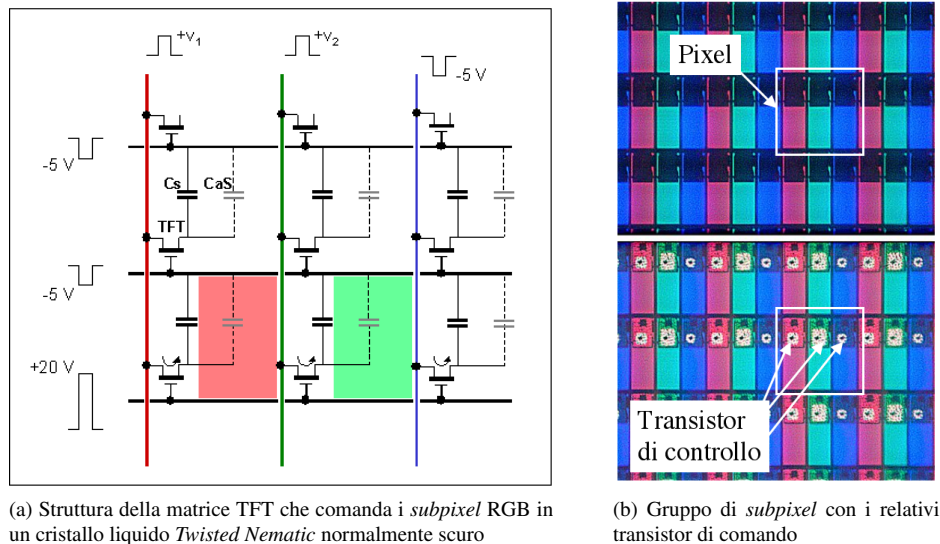 +v1
+v2
-5 V
-5 V
Cs
CaS
TFT
-5 V
+20 V
Pixel
Transistor
di controllo
(a) Struttura della matrice TFT che comanda i subpixel RGB in
un cristallo liquido Twisted Nematic normalmente scuro
(b) Gruppo di subpixel con i relativi
transistor di comando